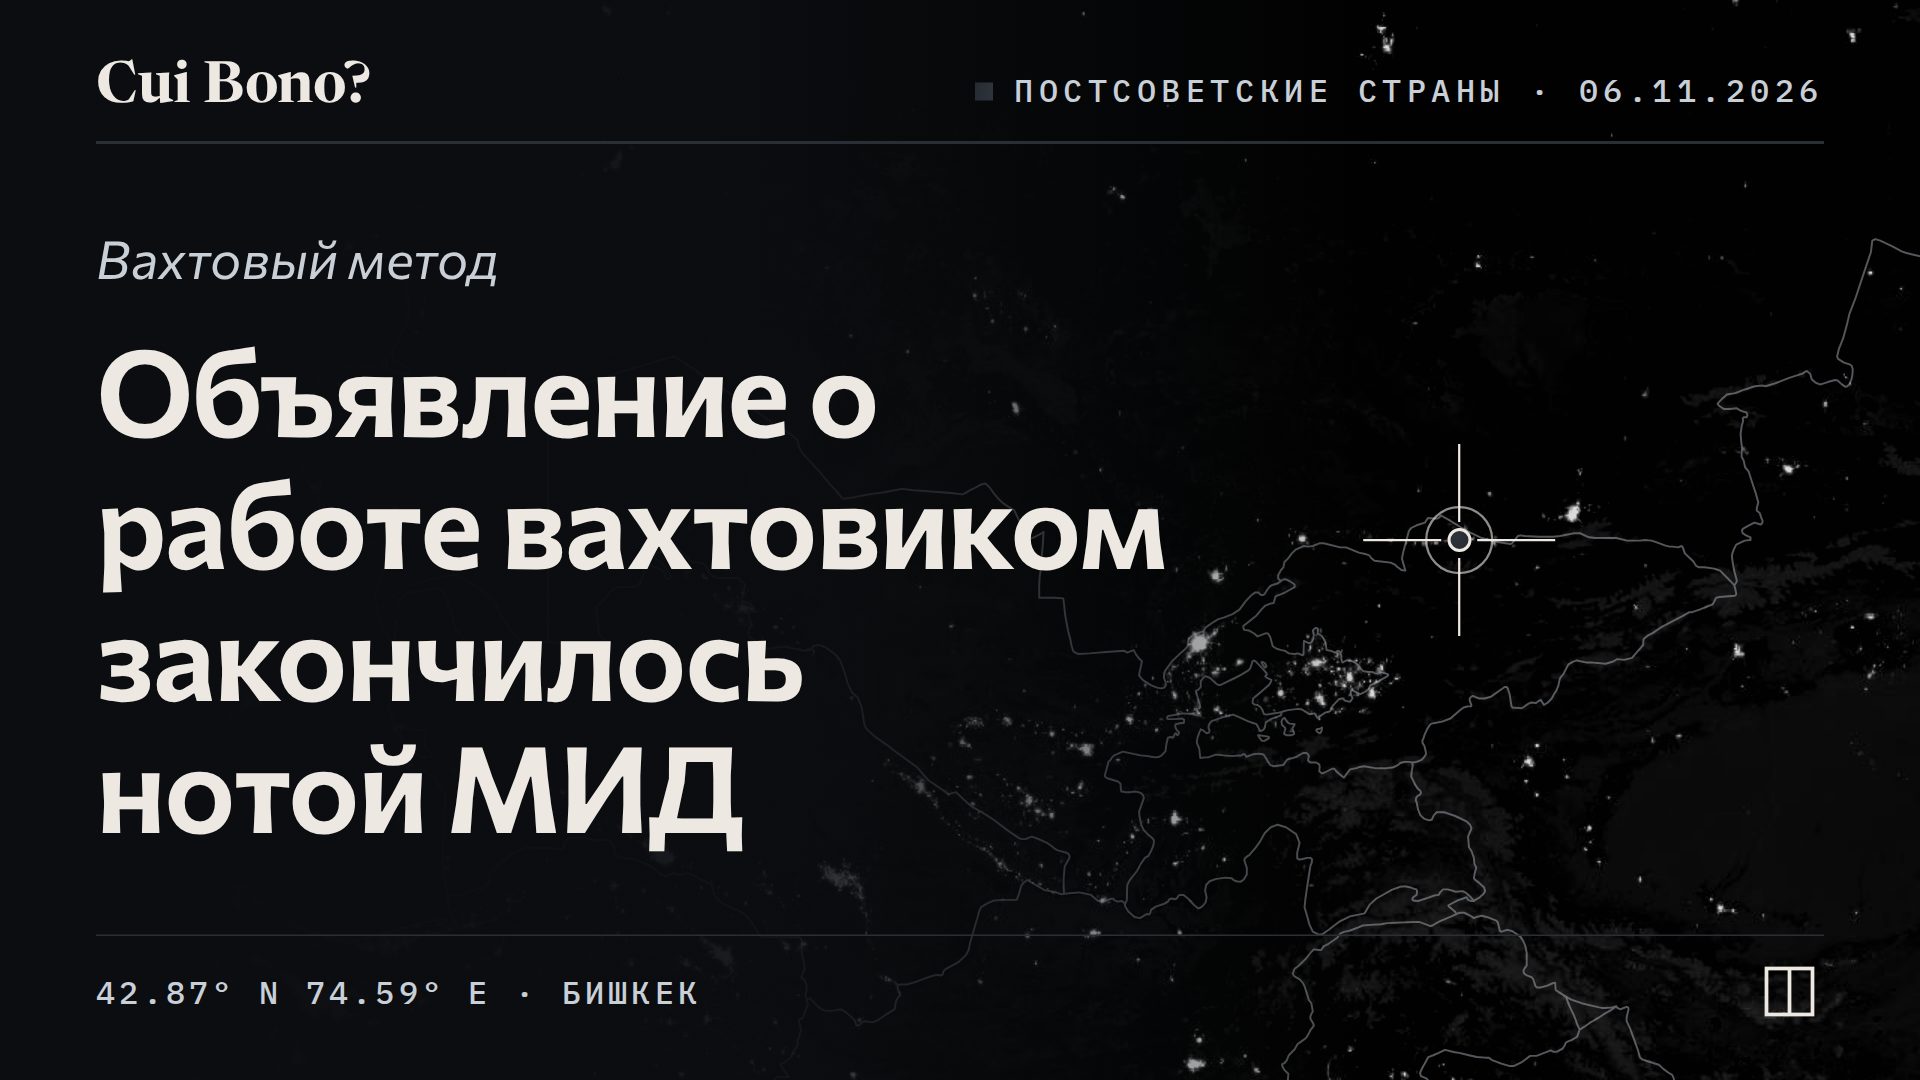 Cui Bono?
ПОСТСОВЕТСКИЕ СТРАНЫ · 06.11.2026
Вахтовый метод
Объявление о
работе вахтовиком
закончилось
нотой МИД
42.87° N 74.59° E · БИШКЕК